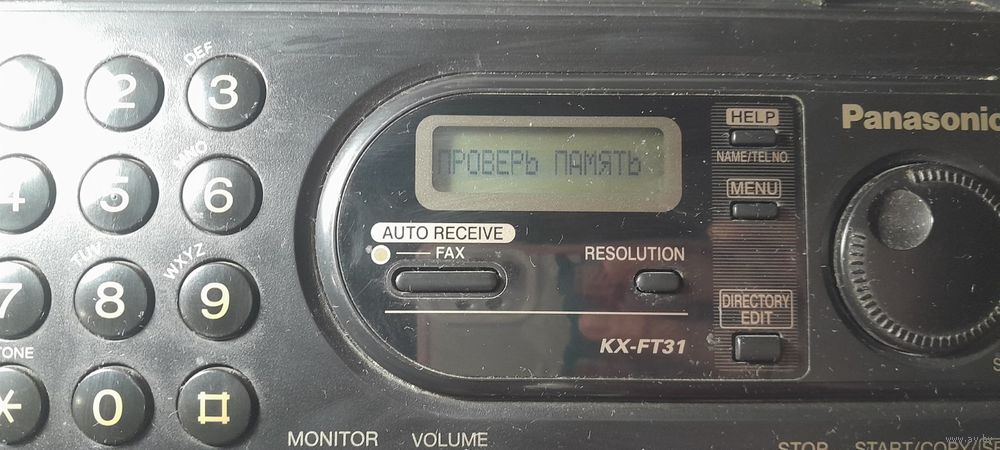 DEF
2
3
HELP
Panasonic
NAME/TEL NO.
ПРОВЕРЬ ПАМЯТЬ
MNO
4
5
6
MENU
AUTO RECEIVE
FAX
RESOLUTION
TUV
WXYZ
7
8
9
DIRECTORY
EDIT
KX-FT31
TONE
0
MONITOR
VOLUME
STOP
START/COPY/